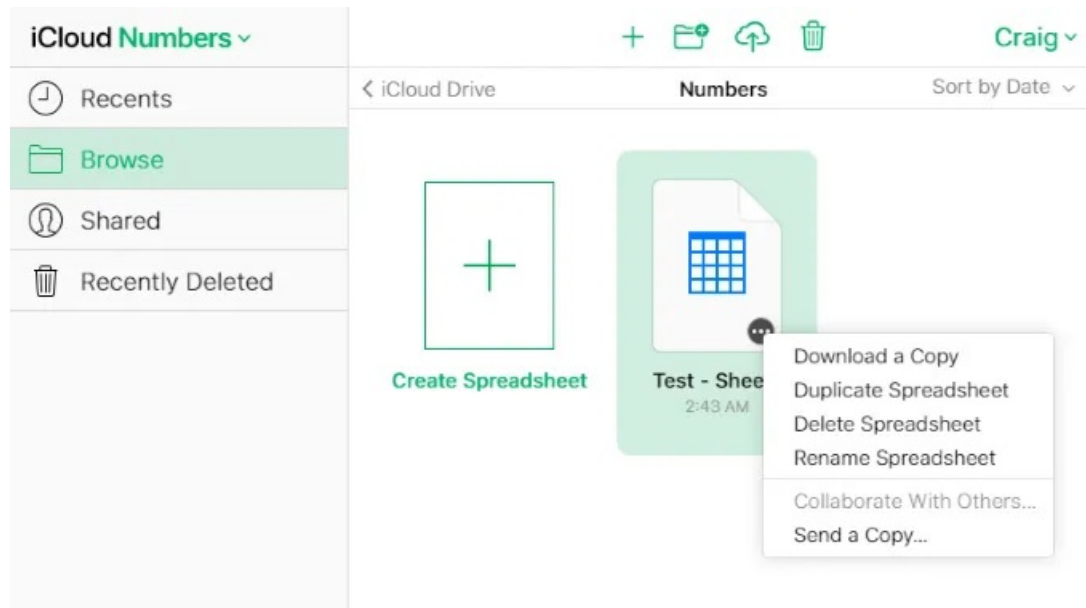 iCloud Numbers
Craig
Recents
Browse
Shared
Recently Deleted
iCloud Drive
Numbers
Sort by Date
Create Spreadsheet
Test - Shee
2:43 AM
Download a Copy
Duplicate Spreadsheet
Delete Spreadsheet
Rename Spreadsheet
Collaborate With Others...
Send a Copy...